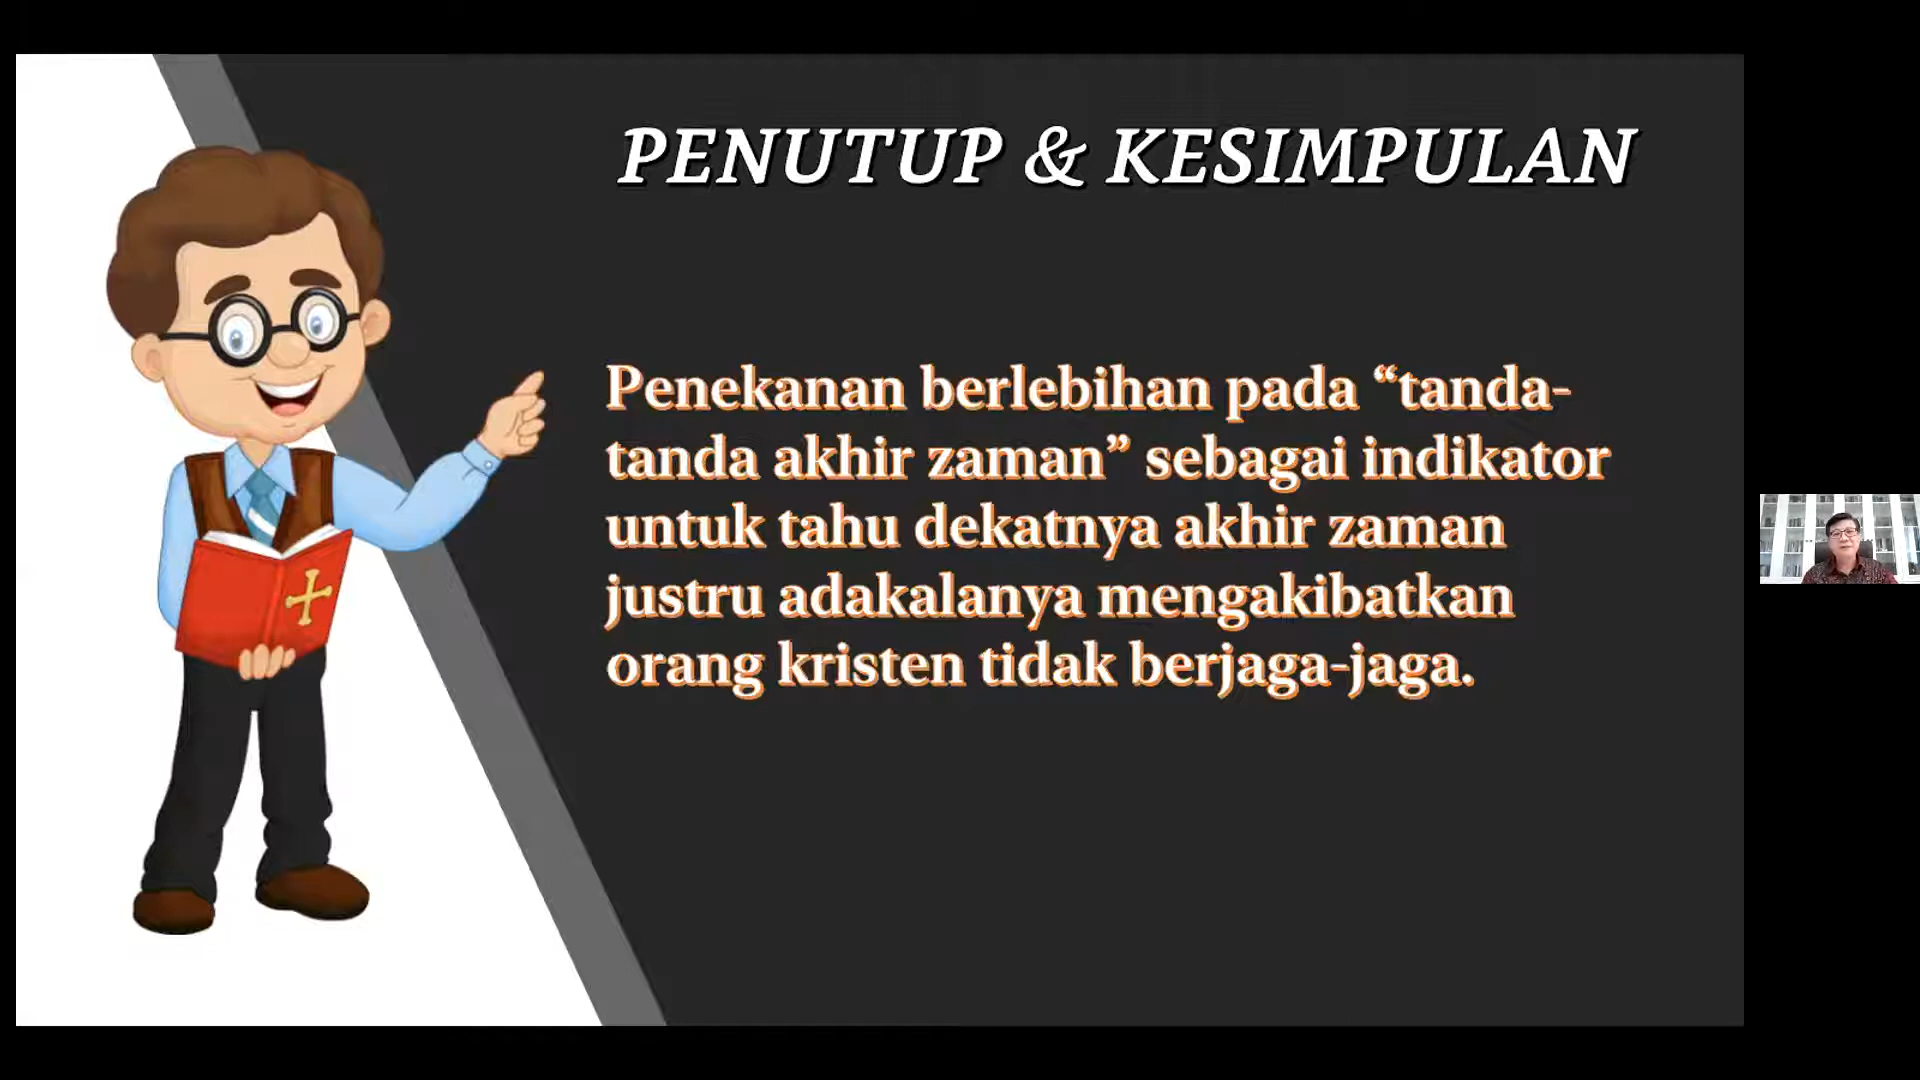 PENUTUP & KESIMPULAN
Penekanan berlebihan pada “tanda-
tanda akhir zaman” sebagai indikator
untuk tahu dekatnya akhir zaman
justru adakalanya mengakibatkan
orang kristen tidak berjaga-jaga.